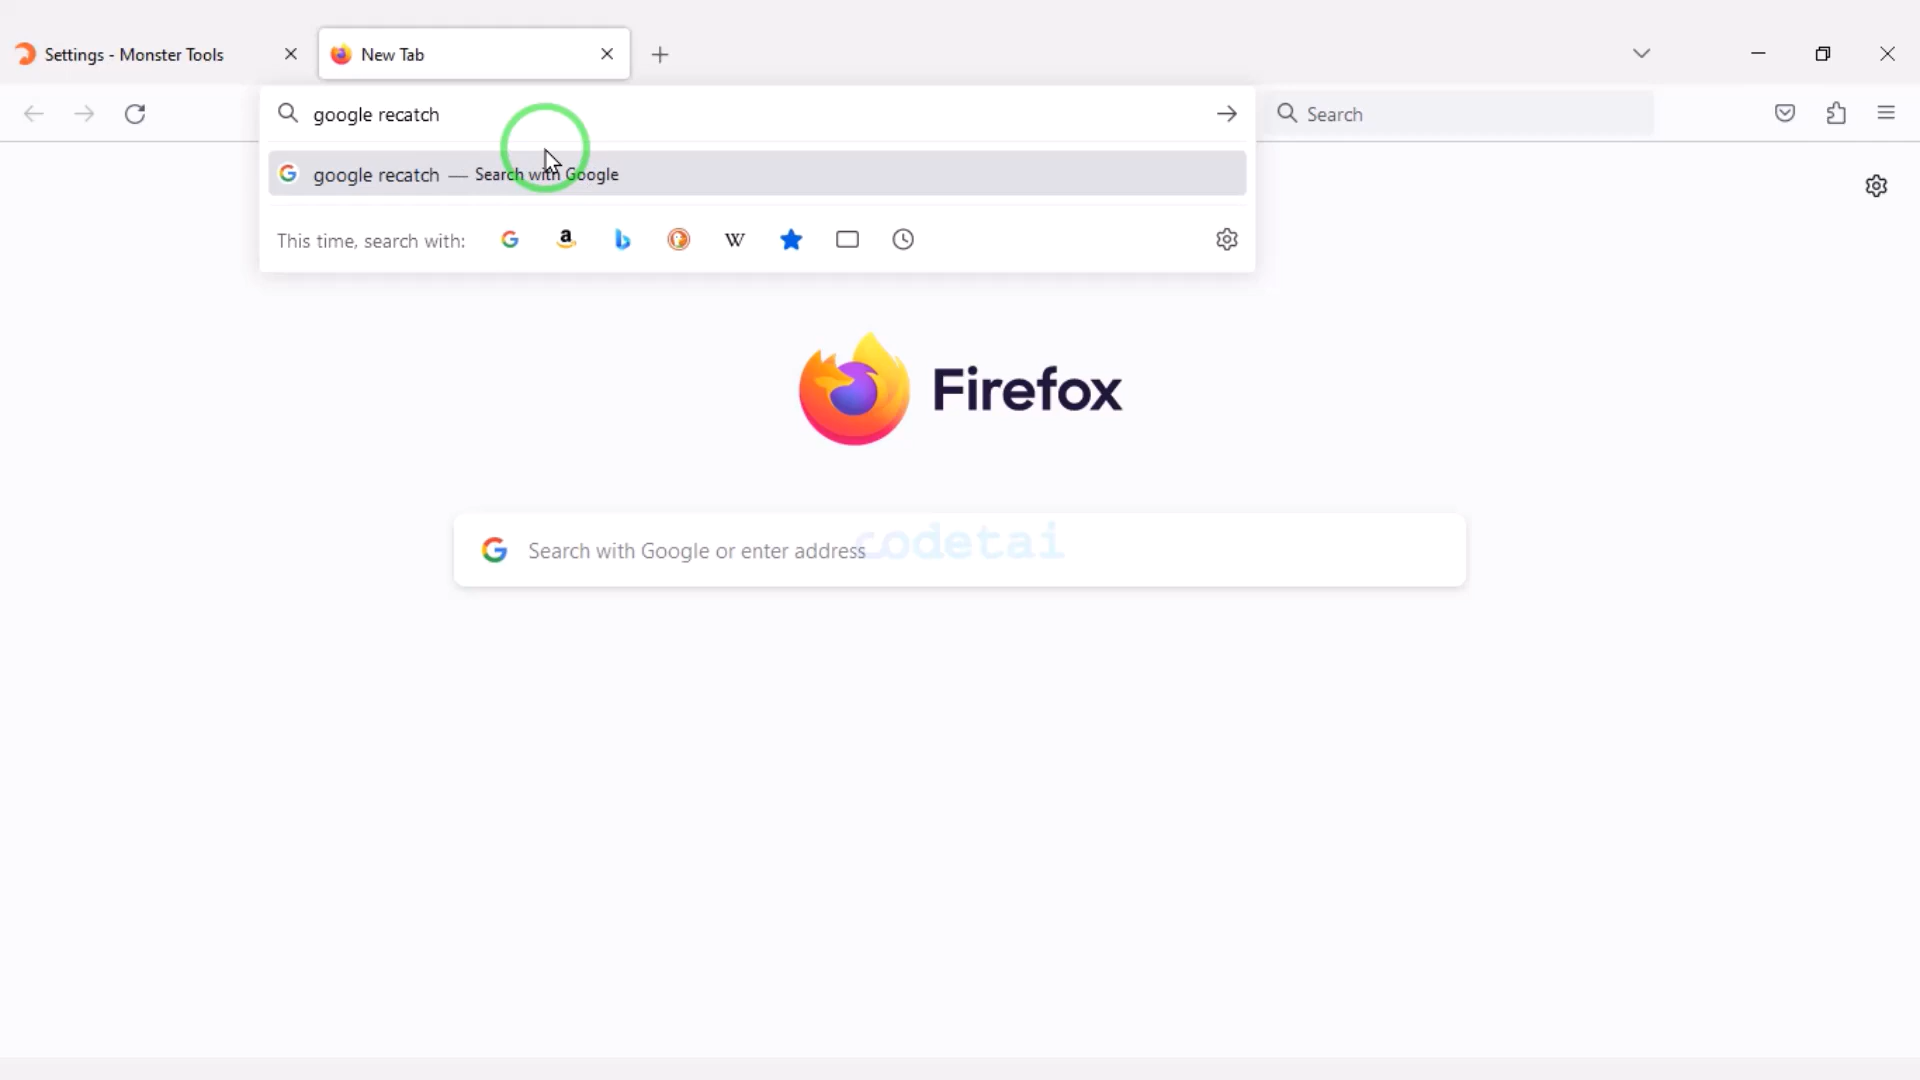 Settings - Monster Tools
New Tab
google recatch
Search
google recatch — Search with Google
This time, search with:
Firefox
Search with Google or enter address
codetai